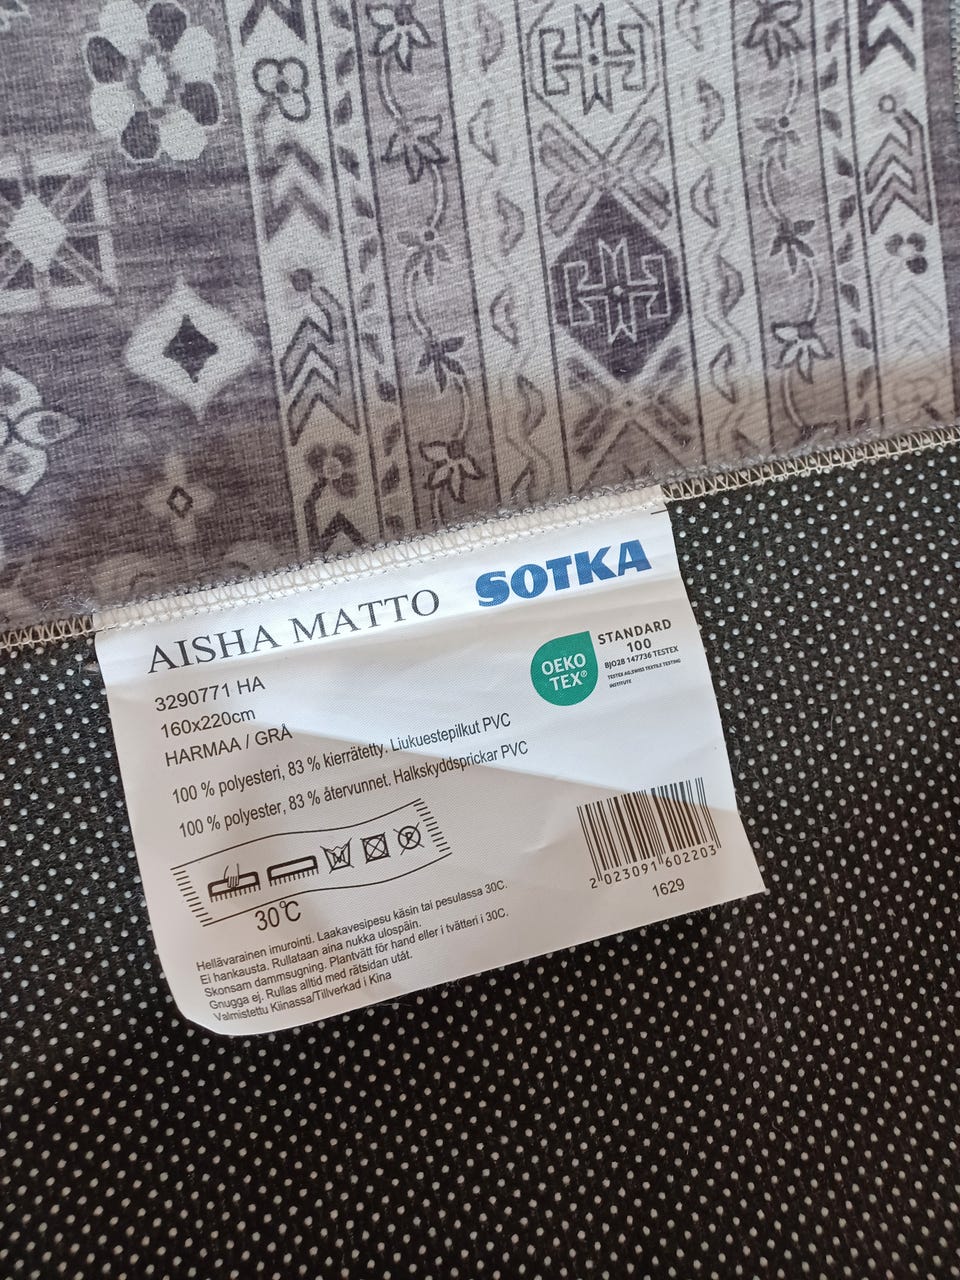 AISHA MATTO
SOTKA
3290771 HA
160x220cm
HARMAA / GRÅ
OEKO
TEX®
STANDARD
100
BJ028 147736 TESTEX
TESTEX AG,SWISS TEXTILE TESTING
INSTITUTE
100 % polyesteri, 83 % kierrätetty. Liukuestepilkut PVC
100 % polyester, 83 % återvunnet. Halkskyddsprickar PVC
30°C
Hellävarainen imurointi. Laakavesipesu käsin tai pesulassa 30C.
Ei hankausta. Rullataan aina nukka ulospäin.
Skonsam dammsugning. Plantvätt för hand eller i tvätteri i 30C.
Gnugga ej. Rullas alltid med rätsidan utåt.
Valmistettu Kiinassa/Tillverkad i Kina
2 023091 602203
1629